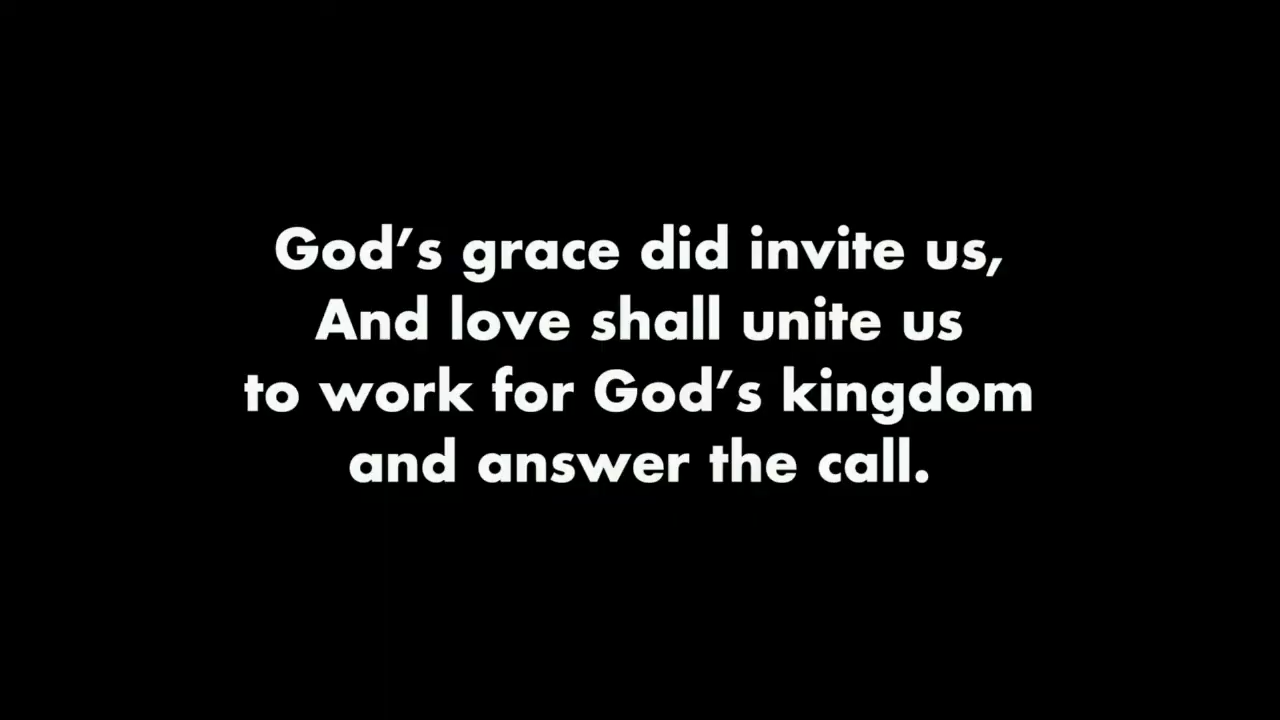 God’s grace did invite us,
And love shall unite us
to work for God’s kingdom
and answer the call.